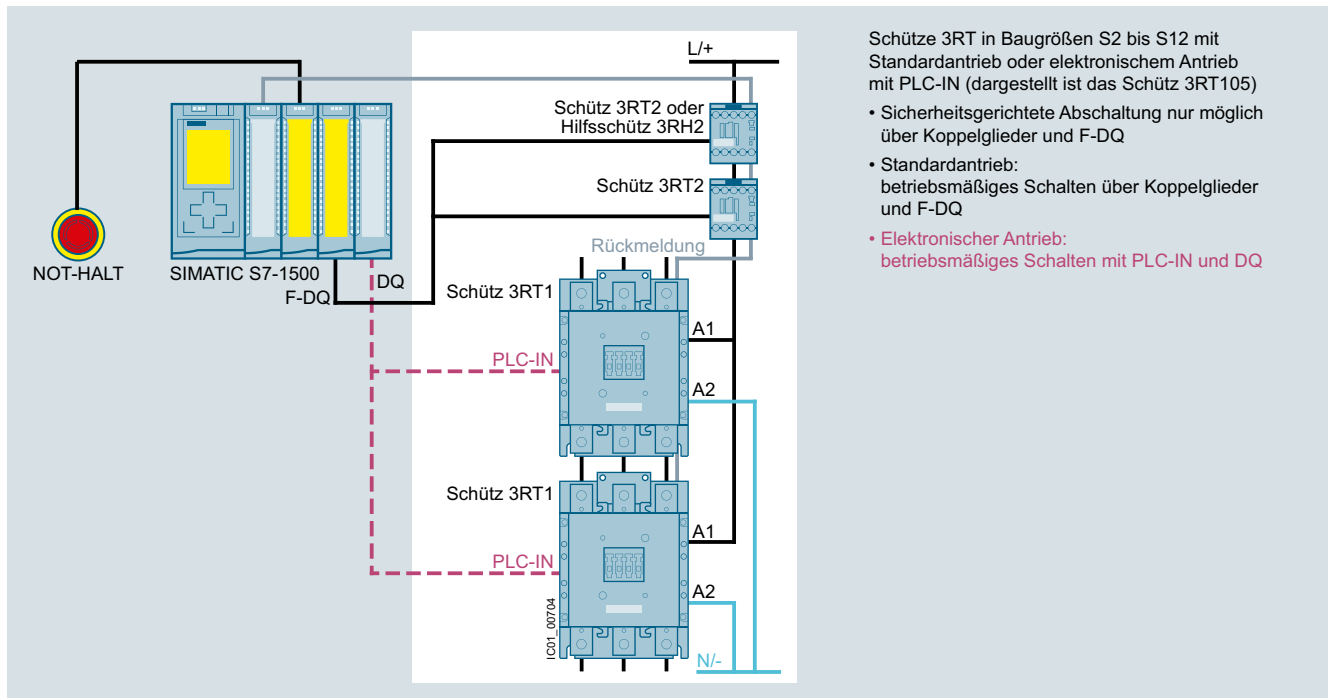 L/+
Schütz 3RT2 oder
Hilfsschütz 3RH2
Schütz 3RT2
Rückmeldung
NOT-HALT
SIMATIC S7-1500
F-DQ
DQ
Schütz 3RT1
A1
PLC-IN
A2
Schütz 3RT1
A1
PLC-IN
A2
IC01_00704
N/-
Schütze 3RT in Baugrößen S2 bis S12 mit
Standardantrieb oder elektronischem Antrieb
mit PLC-IN (dargestellt ist das Schütz 3RT105)
• Sicherheitsgerichtete Abschaltung nur möglich
über Koppelglieder und F-DQ
• Standardantrieb:
betriebsmäßiges Schalten über Koppelglieder
und F-DQ
• Elektronischer Antrieb:
betriebsmäßiges Schalten mit PLC-IN und DQ